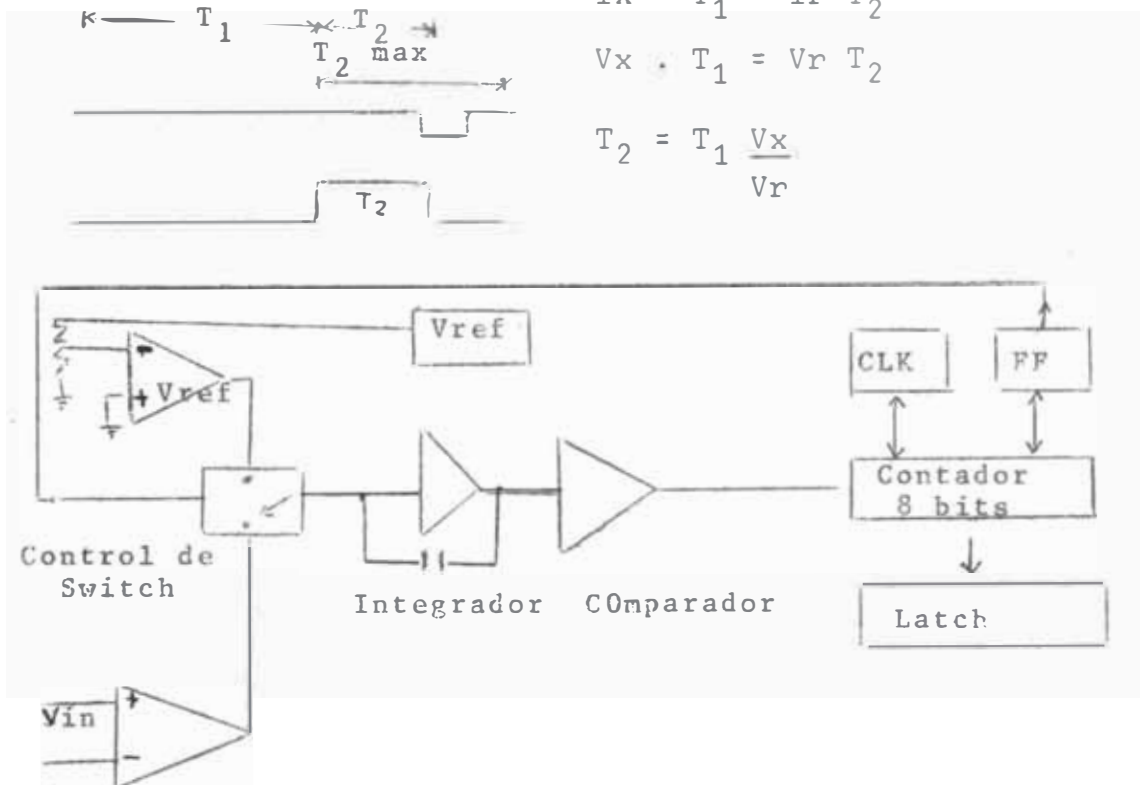 T1 T2
T2 max
Vx . T1 = Vr T2
T2 = T1 Vx
Vr
T2
Vref
CLK
FF
- 
+ Vref
Contador
8 bits
Control de
Switch
Integrador
COmparador
Latch
+
Vin
-